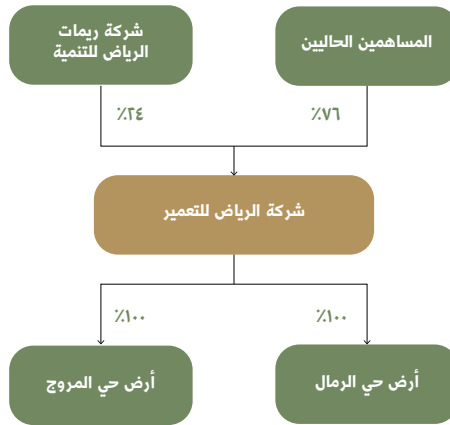 المساهمين الحاليين
شركة ريمات
الرياض للتنمية
٪٧٦
٪٢٤
شركة الرياض للتعمير
٪١٠٠
٪١٠٠
أرض حي الرمال
أرض حي المروج